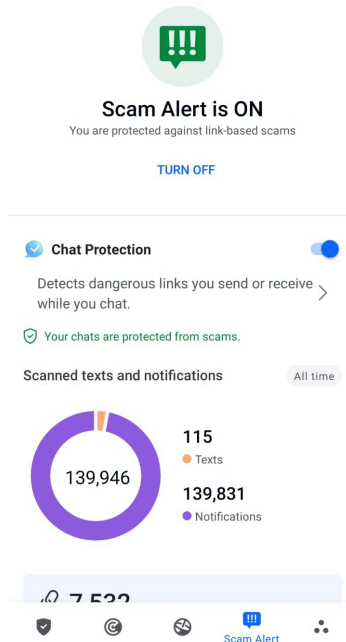 Scam Alert is ON
You are protected against link-based scams
TURN OFF
Chat Protection
Detects dangerous links you send or receive
while you chat.
Your chats are protected from scams.
Scanned texts and notifications
All time
139,946
115
Texts
139,831
Notifications
7,532
Scam Alert